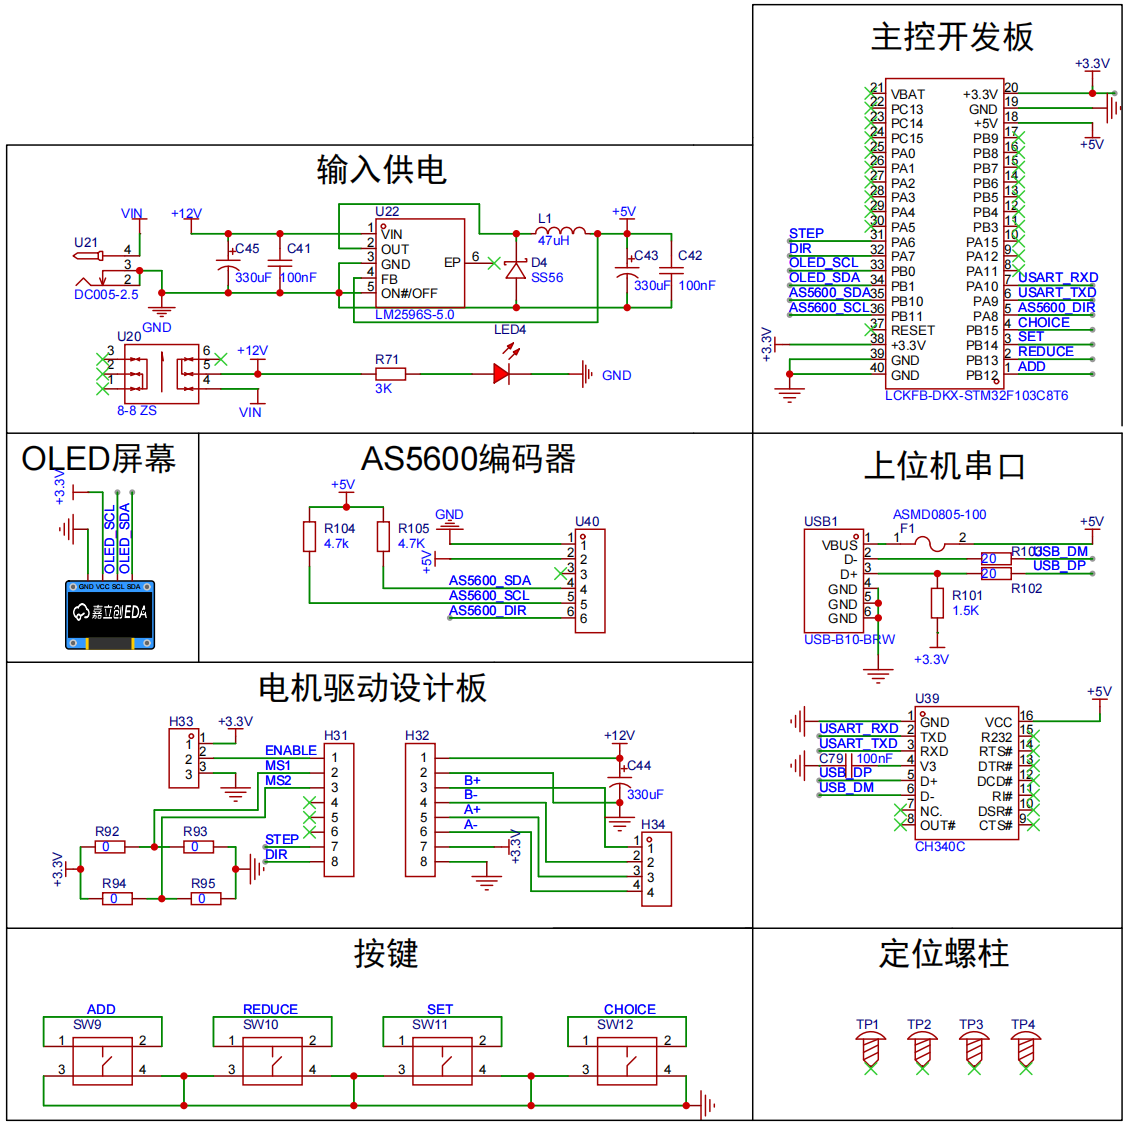 主控开发板
+3.3V
21 VBAT +3.3V 20
22 PC13 GND 19
23 PC14 +5V 18
24 PC15 PB9 17
+5V
25 PA0 PB8 16
26 PA1 PB7 15
27 PA2 PB6 14
28 PA3 PB5 13
29 PA4 PB4 12
30 PA5 PB3 11
STEP 31 PA6 PA15 10
DIR 32 PA7 PA12 9
OLED_SCL 33 PB0 PA11 8
OLED_SDA 34 PB1 PA10 7 USART_RXD
AS5600_SDA 35 PB10 PA9 6 USART_TXD
AS5600_SCL 36 PB11 PA8 5 AS5600_DIR
37 RESET PB15 4 CHOICE
+3.3V 38 +3.3V PB14 3 SET
39 GND PB13 2 REDUCE
40 GND PB12 1 ADD
LCKFB-DKX-STM32F103C8T6
输入供电
VIN +12V U22 L1 +5V
U21 4 C45 C41 1 VIN 47uH
2 OUT
3 3 GND EP 6 D4 C43 C42
2 330uF 100nF 4 FB SS56 330uF 100nF
DC005-2.5 5 ON#/OFF
GND LM2596S-5.0
U20 LED4
3 6 +12V R71
2 5 GND
1 4 3K
8-8 ZS VIN
OLED屏幕
+3.3V
OLED_SCL
OLED_SDA
GND VCC SCL SDA
嘉立创EDA
AS5600编码器
+5V
GND U40
R104 R105
4.7k 4.7K
1 1
+5V 2 2
3 3
AS5600_SDA 4 4
AS5600_SCL 5 5
AS5600_DIR 6 6
上位机串口
ASMD0805-100
USB1 F1 +5V
VBUS 1 1 2
D- 2 20 R103 USB_DM
D+ 3 20 USB_DP
GND 4 R101 R102
GND 5 1.5K
GND 6
USB-B10-BRW
+3.3V
U39 +5V
1 GND VCC 16
USART_RXD 2 TXD R232 15
USART_TXD 3 RXD RTS# 14
C79 100nF 4 V3 DTR# 13
USB_DP 5 D+ DCD# 12
USB_DM 6 D- RI# 11
7 NC. DSR# 10
8 OUT# CTS# 9
CH340C
电机驱动设计板
H33 +3.3V H31 H32 +12V
1 1
2 2 ENABLE 1 1
3 3 MS1 2 2 C44
MS2 3 B+ 3 330uF
4 B- 4
5 A+ 5
R92 R93 6 A- 6 H34
0 0 STEP 7 7 +3.3V 1 1
+3.3V DIR 8 8 2 2
R94 R95 3 3
0 0 4 4
按键
ADD REDUCE SET CHOICE
SW9 SW10 SW11 SW12
1 2 1 2 1 2 1 2
3 4 3 4 3 4 3 4
定位螺柱
TP1 TP2 TP3 TP4